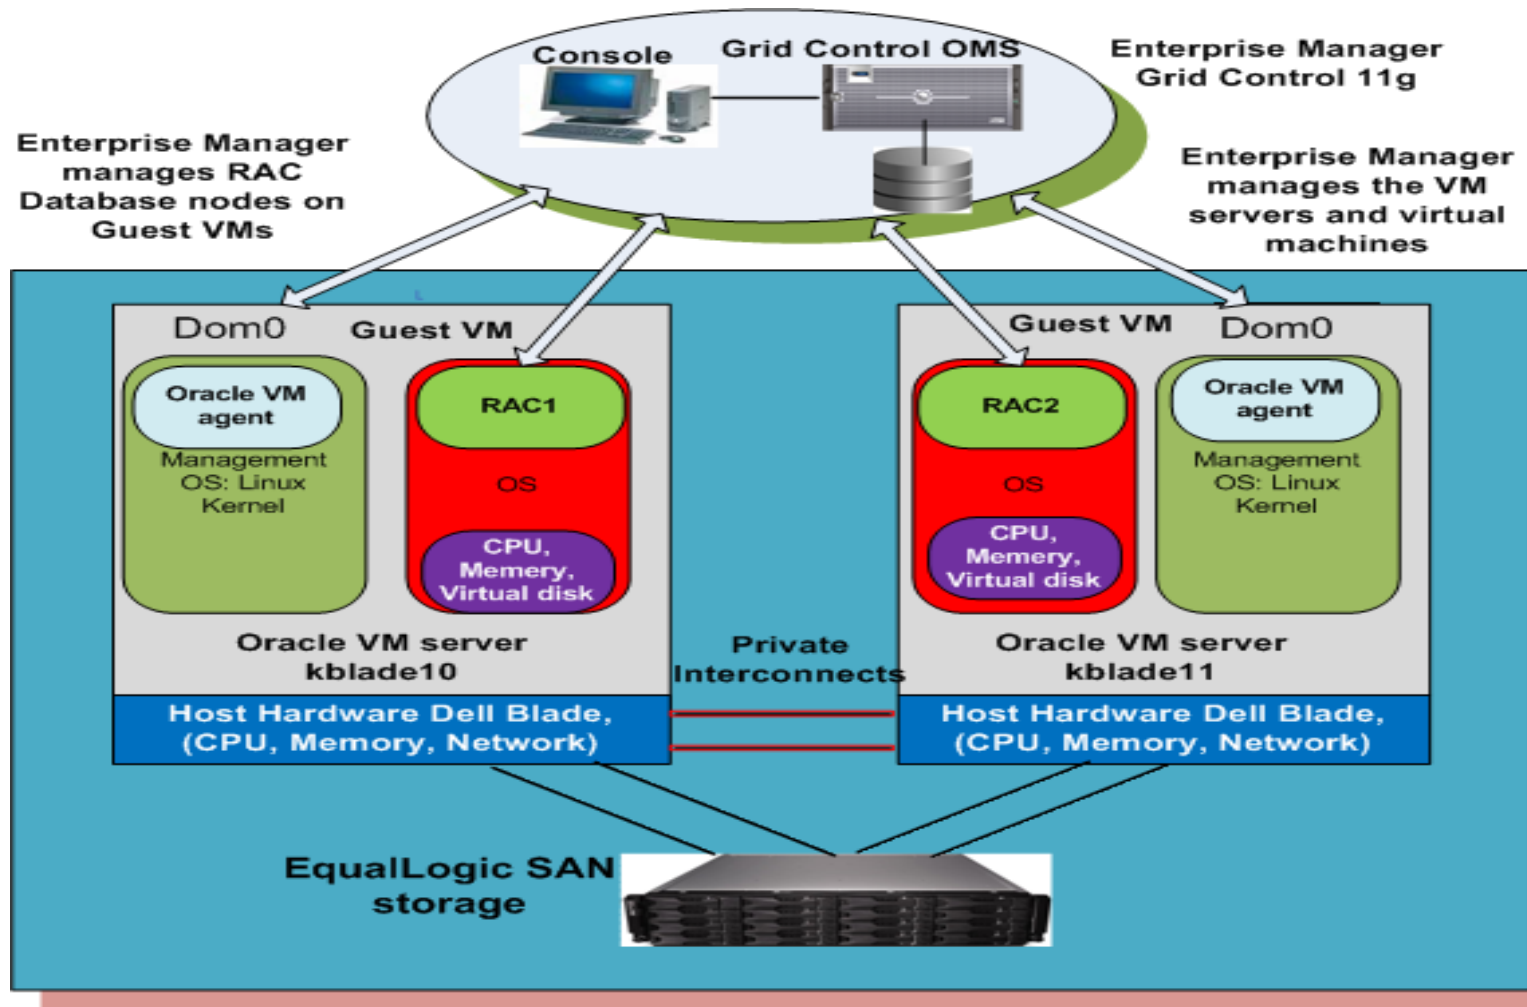 Console
Grid Control OMS
Enterprise Manager
Grid Control 11g
Enterprise Manager
manages RAC
Database nodes on
Guest VMs
Enterprise Manager
manages the VM
servers and virtual
machines
Dom0
Guest VM
Oracle VM
agent
Management
OS: Linux
Kernel
RAC1
OS
CPU,
Memery,
Virtual disk
Oracle VM server
kblade10
Host Hardware Dell Blade,
(CPU, Memory, Network)
Private
Interconnects
Guest VM
Dom0
RAC2
OS
CPU,
Memery,
Virtual disk
Oracle VM
agent
Management
OS: Linux
Kernel
Oracle VM server
kblade11
Host Hardware Dell Blade,
(CPU, Memory, Network)
EqualLogic SAN
storage